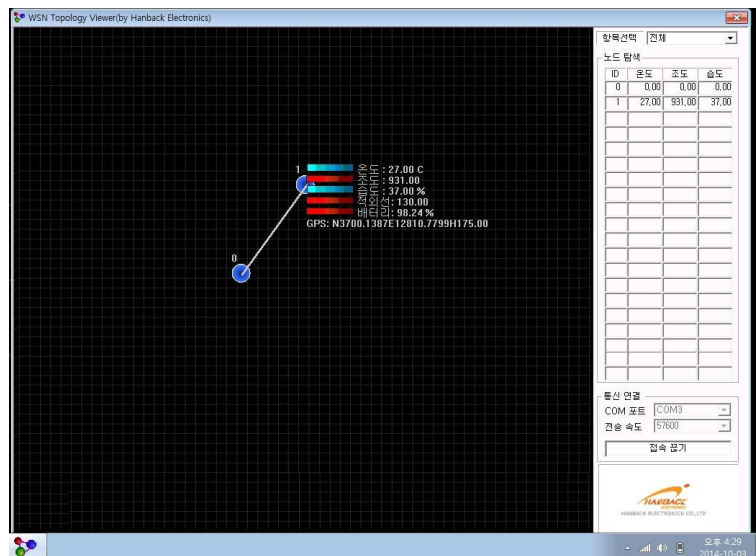 WSN Topology Viewer(by Hanback Electronics)
항목선택 전체
노드 탐색
ID 온도 조도 습도
0 0,00 0,00 0,00
1 27,00 931,00 37,00
1
온도 : 27.00 C
조도 : 931.00
습도 : 37.00 %
적외선 : 130.00
배터리: 98.24 %
GPS: N3700.1387E12810.7799H175.00
0
통신 연결
COM 포트 COM3
전송 속도 57600
접속 끊기
HANBACK
ELECTRONICS
HANBACK ELECTRONICS CO.,LTD
오후 4:29
2014-10-03